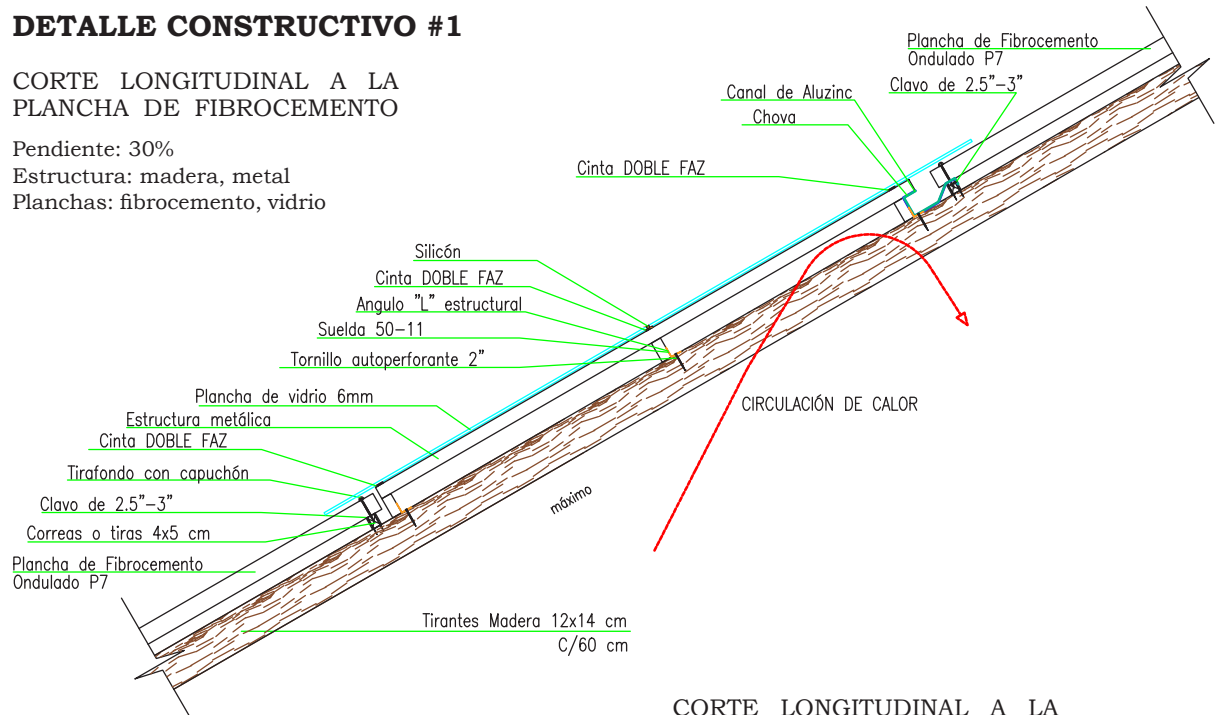 DETALLE CONSTRUCTIVO #1
CORTE LONGITUDINAL A LA
PLANCHA DE FIBROCEMENTO
Pendiente: 30%
Estructura: madera, metal
Planchas: fibrocemento, vidrio
Plancha de Fibrocemento
Ondulado P7
Clavo de 2.5"-3"
Canal de Aluzinc
Chova
Cinta DOBLE FAZ
Silicón
Cinta DOBLE FAZ
Angulo "L" estructural
Suelda 50-11
Tornillo autoperforante 2"
Plancha de vidrio 6mm
Estructura metálica
Cinta DOBLE FAZ
Tirafondo con capuchón
Clavo de 2.5"-3"
Correas o tiras 4x5 cm
Plancha de Fibrocemento
Ondulado P7
CIRCULACIÓN DE CALOR
máximo
Tirantes Madera 12x14 cm
C/60 cm
CORTE LONGITUDINAL A LA